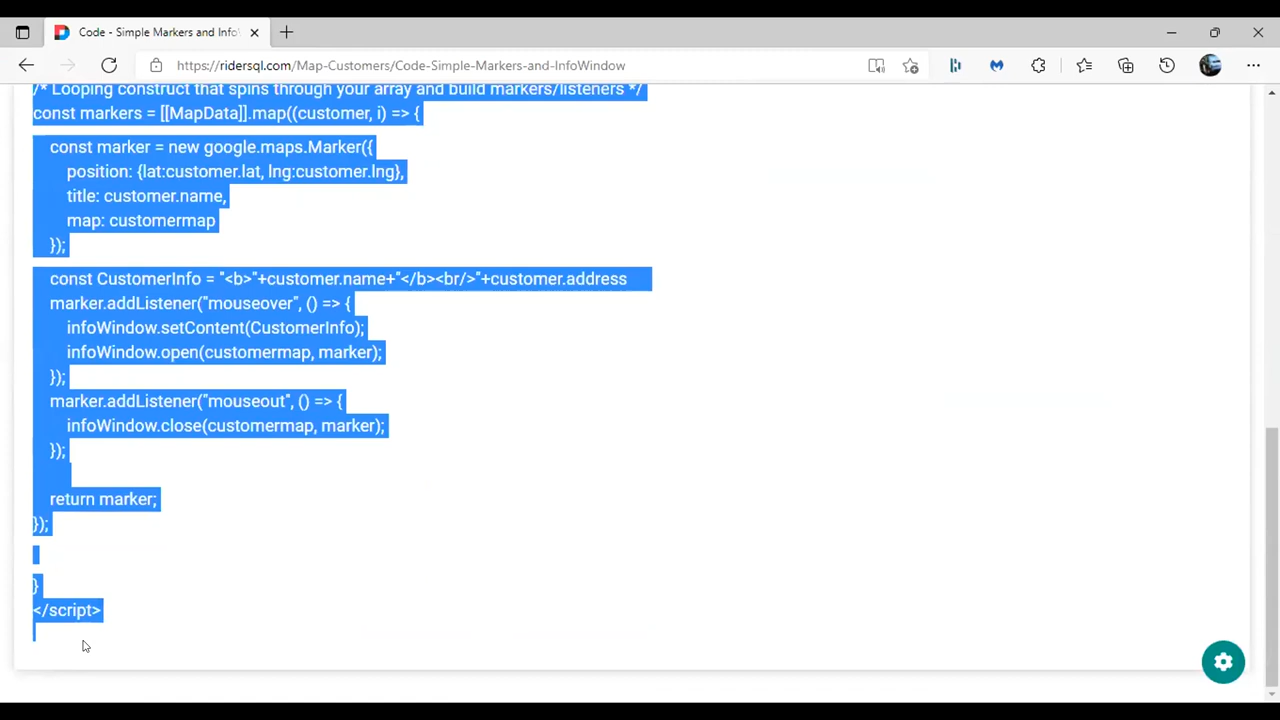 Code - Simple Markers and Info
https://ridersql.com/Map-Customers/Code-Simple-Markers-and-InfoWindow
/* Looping construct that spins through your array and build markers/listeners */
const markers = [[MapData]].map((customer, i) => {
const marker = new google.maps.Marker({
position: {lat:customer.lat, lng:customer.lng},
title: customer.name,
map: customermap
});
const CustomerInfo = "<b>"+customer.name+"</b><br/>"+customer.address
marker.addListener("mouseover", () => {
infoWindow.setContent(CustomerInfo);
infoWindow.open(customermap, marker);
});
marker.addListener("mouseout", () => {
infoWindow.close(customermap, marker);
});
return marker;
});
}
</script>